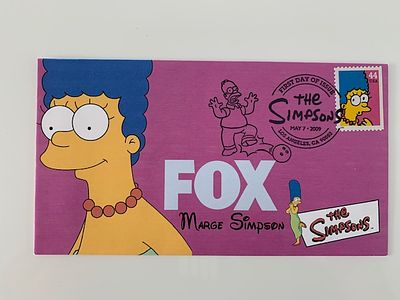 FIRST DAY OF ISSUE
the
Simpsons
MAY 7 • 2009
LOS ANGELES, CA 90052
44
USA
FOX
Marge Simpson
the
Simpsons